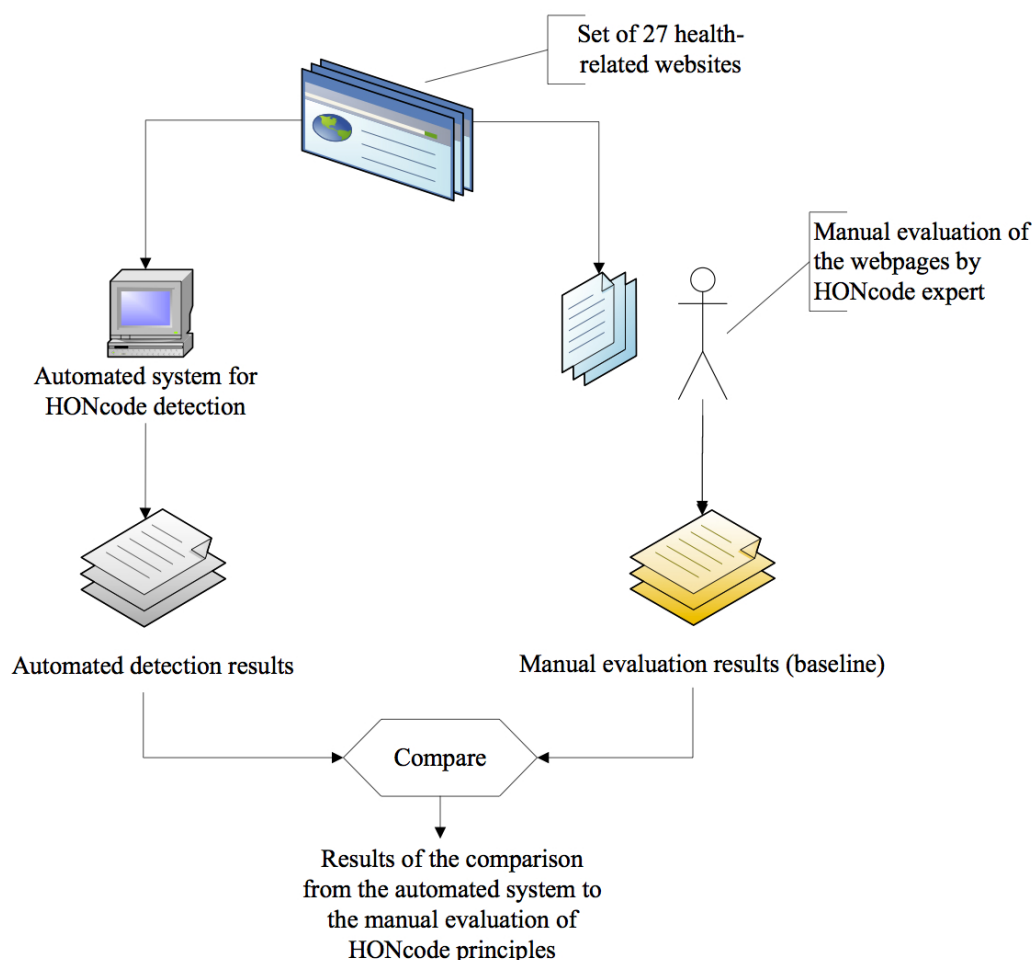 Set of 27 health-
related websites
Manual evaluation of
the webpages by
HONcode expert
Automated system for
HONcode detection
Automated detection results
Manual evaluation results (baseline)
Compare
Results of the comparison
from the automated system to
the manual evaluation of
HONcode principles